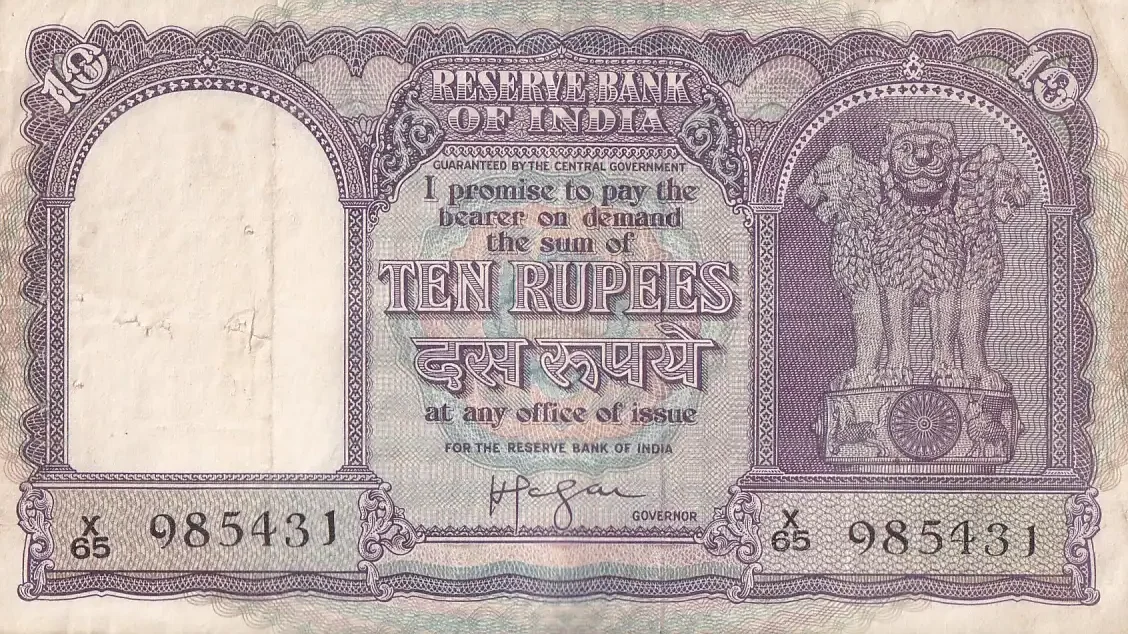 10
10
RESERVE BANK
OF INDIA
GUARANTEED BY THE CENTRAL GOVERNMENT
I promise to pay the
bearer on demand
the sum of
TEN RUPEES
दस रूपये
at any office of issue
FOR THE RESERVE BANK OF INDIA
GOVERNOR
X
65 985431
X
65 985431